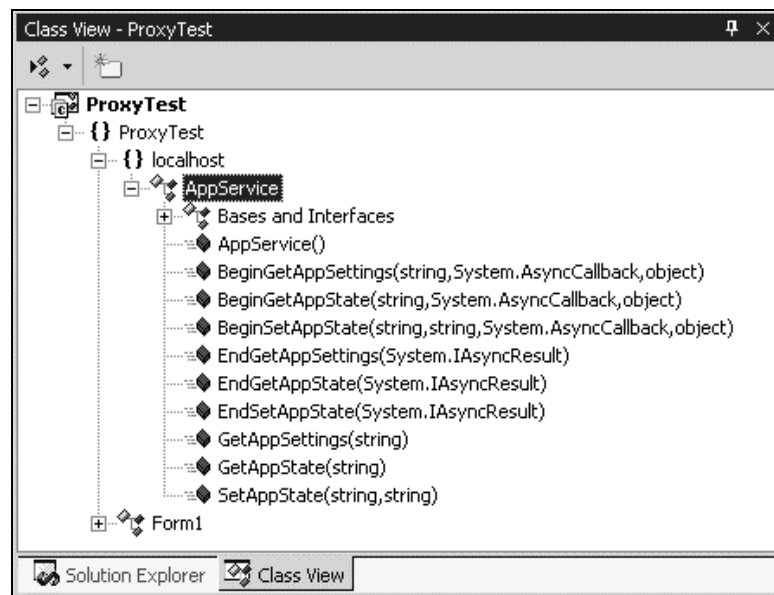 Class View - ProxyTest
ProxyTest
{} ProxyTest
{} localhost
AppService
Bases and Interfaces
AppService()
BeginGetAppSettings(string,System.AsyncCallback,object)
BeginGetAppState(string,System.AsyncCallback,object)
BeginSetAppState(string,string,System.AsyncCallback,object)
EndGetAppSettings(System.IAsyncResult)
EndGetAppState(System.IAsyncResult)
EndSetAppState(System.IAsyncResult)
GetAppSettings(string)
GetAppState(string)
SetAppState(string,string)
Form1
Solution Explorer Class View